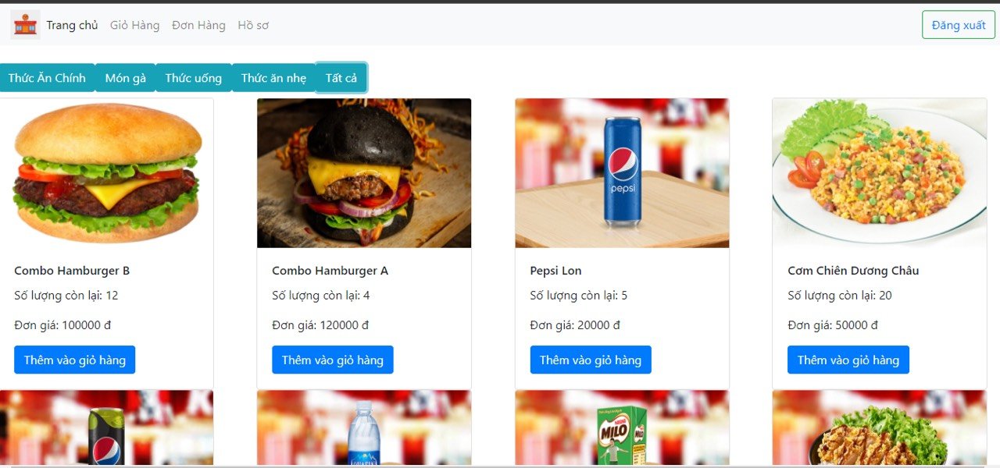 Trang chủ Giỏ Hàng Đơn Hàng Hồ sơ Đăng xuất
Thức Ăn Chính Món gà Thức uống Thức ăn nhẹ Tất cả
pepsi
Combo Hamburger B
Số lượng còn lại: 12
Đơn giá: 100000 đ
Thêm vào giỏ hàng
Combo Hamburger A
Số lượng còn lại: 4
Đơn giá: 120000 đ
Thêm vào giỏ hàng
Pepsi Lon
Số lượng còn lại: 5
Đơn giá: 20000 đ
Thêm vào giỏ hàng
Cơm Chiên Dương Châu
Số lượng còn lại: 20
Đơn giá: 50000 đ
Thêm vào giỏ hàng
AQUAFINA
Nestlé
MILO
MILO